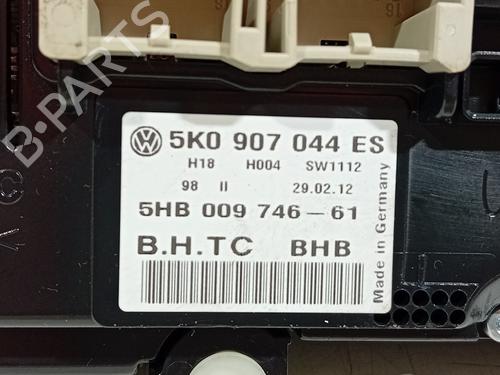 5K0 907 044 ES
H18 H004 SW1112
98 II 29.02.12
5HB 009 746-61
B.H.TC BHB
Made in Germany
B-PARTS